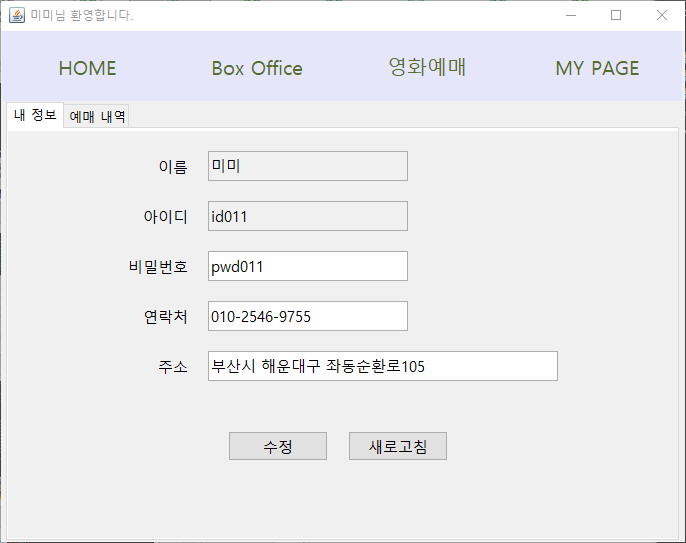 미미님 환영합니다.
HOME Box Office 영화예매 MY PAGE
내 정보 예매 내역
이름 미미
아이디 id011
비밀번호 pwd011
연락처 010-2546-9755
주소 부산시 해운대구 좌동순환로105
수정 새로고침